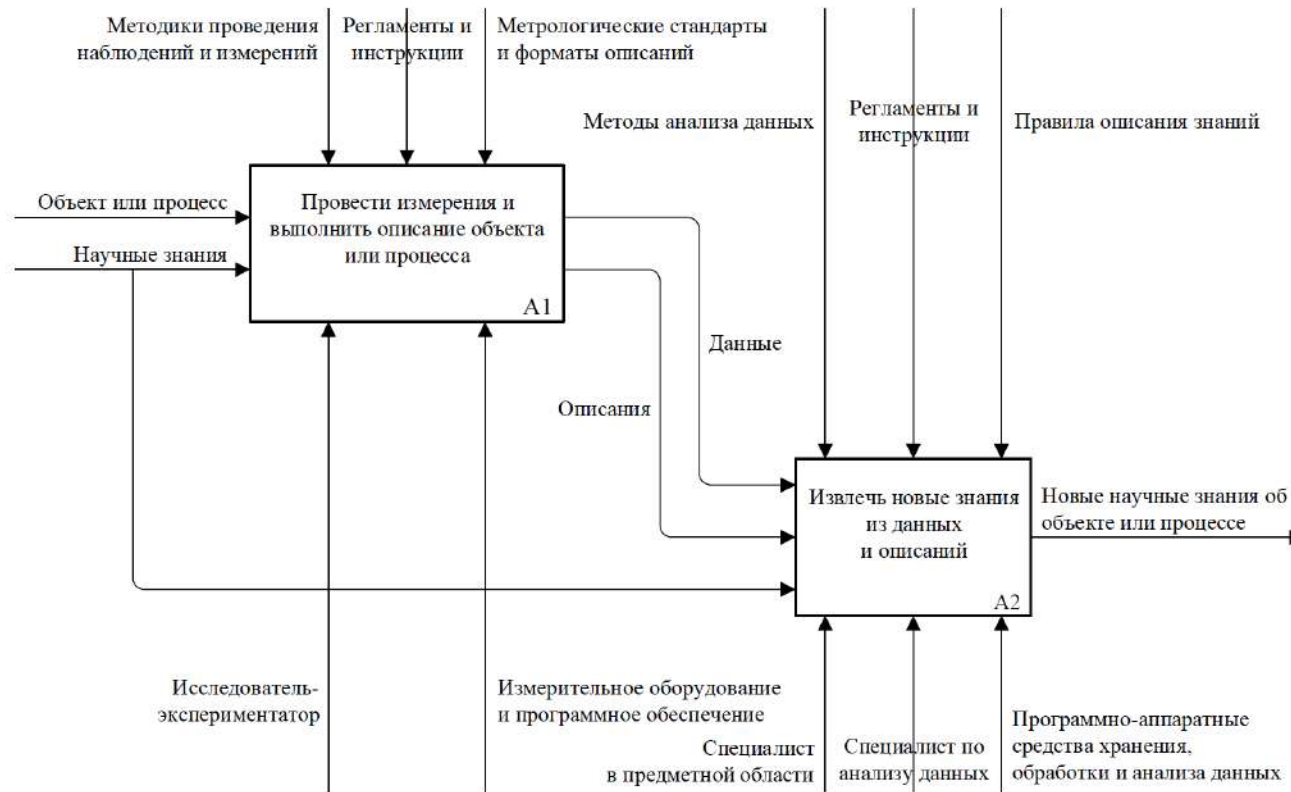 Методики проведения
наблюдений и измерений
Регламенты и
инструкции
Метрологические стандарты
и форматы описаний
Методы анализа данных
Регламенты и
инструкции
Правила описания знаний
Объект или процесс
Научные знания
Провести измерения и
выполнить описание объекта
или процесса
A1
Данные
Описания
Извлечь новые знания
из данных
и описаний
A2
Новые научные знания об
объекте или процессе
Исследователь-
экспериментатор
Измерительное оборудование
и программное обеспечение
Специалист
в предметной области
Специалист по
анализу данных
Программно-аппаратные
средства хранения,
обработки и анализа данных